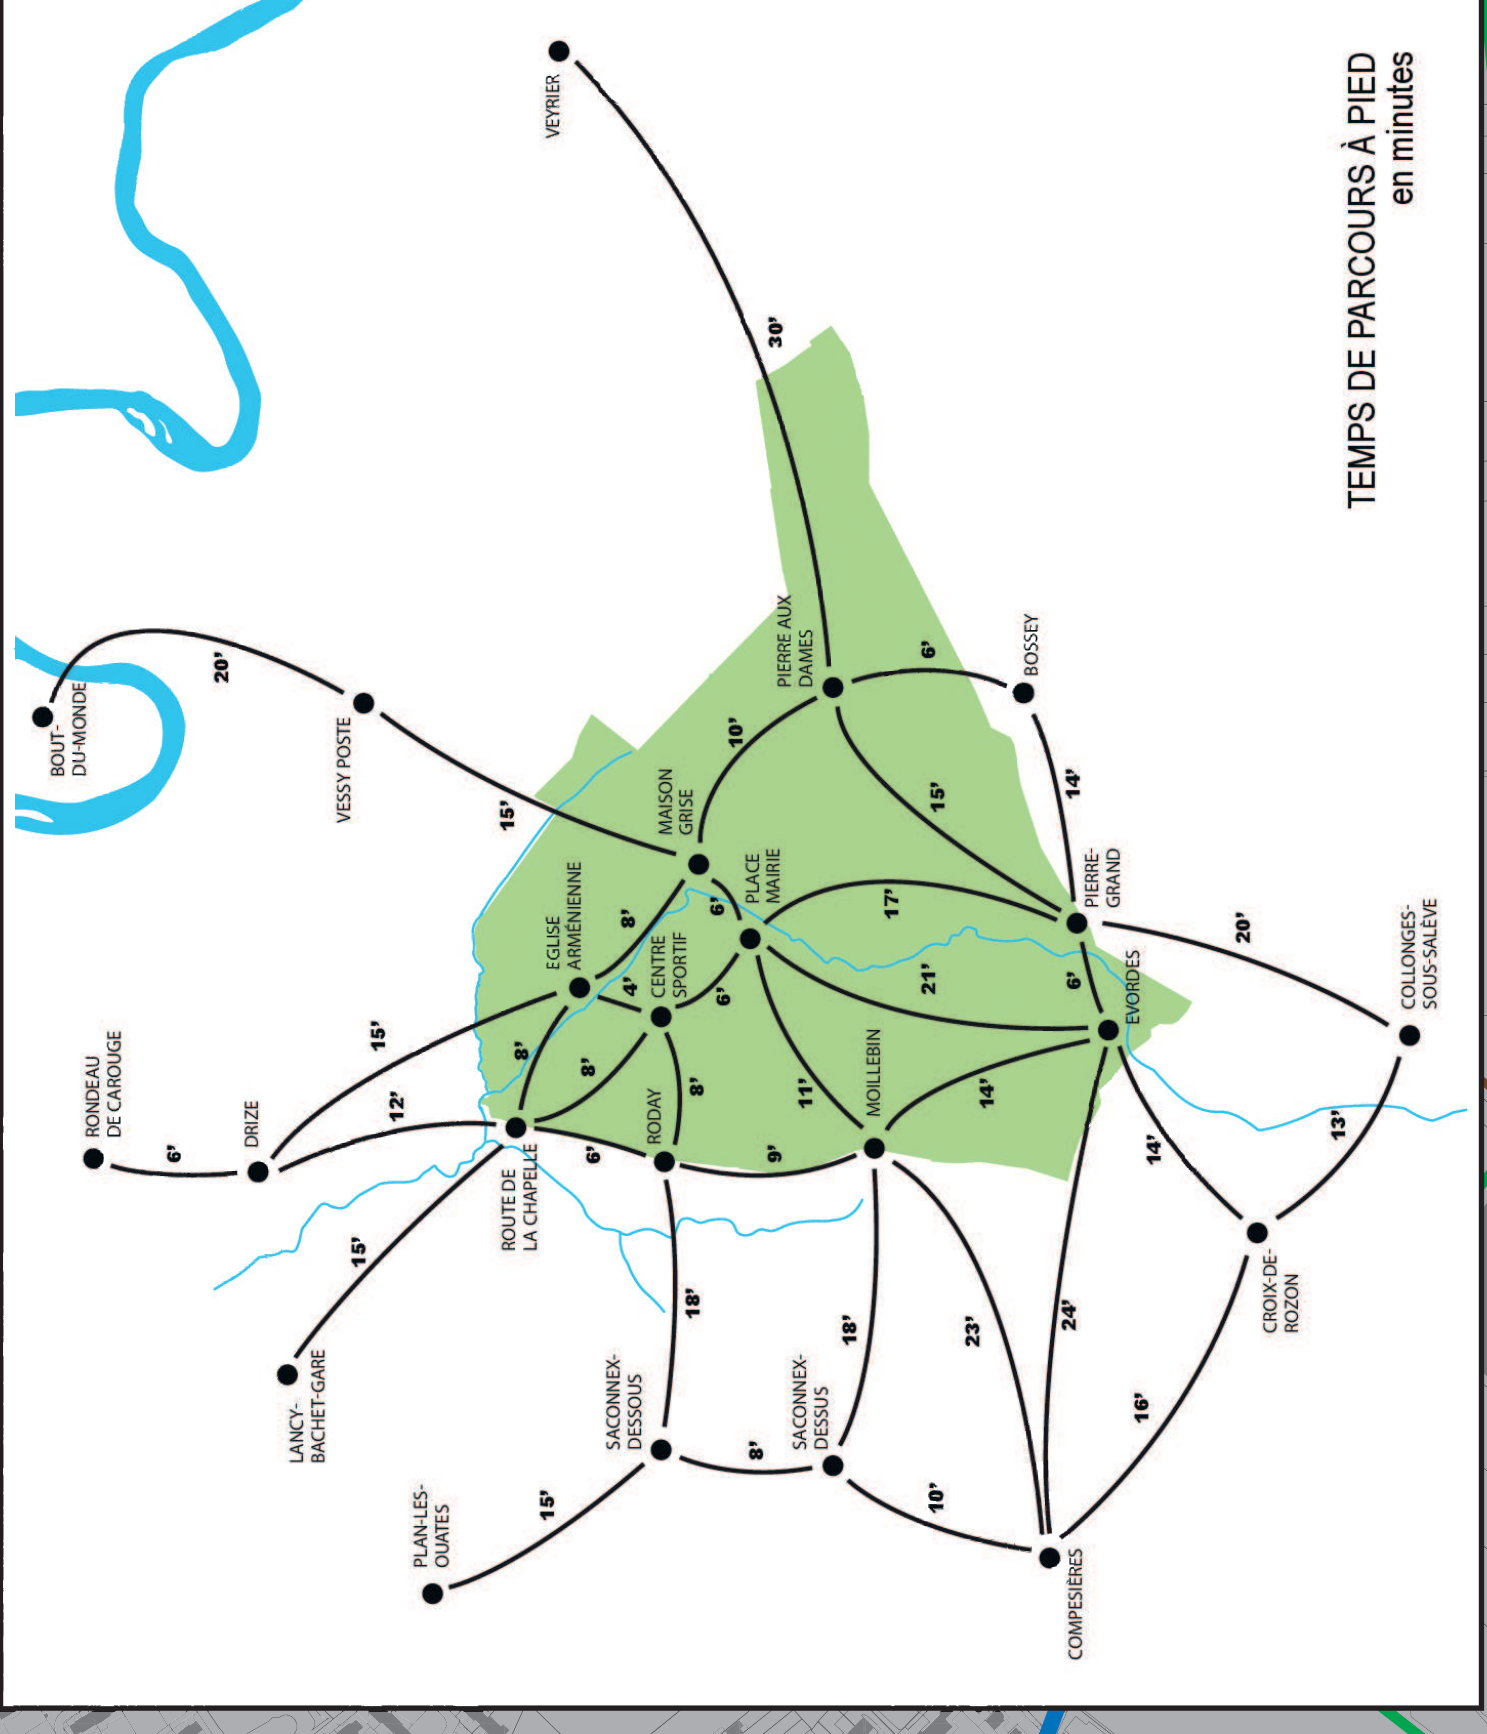 TEMPS DE PARCOURS À PIED
en minutes
RONDEAU
DE CAROUGE
6’
DRIZE
12’
15’
BOUT-
DU-MONDE
20’
VESSY POSTE
15’
LANCY-
BACHET-GARE
15’
PLAN-LES-
OUATES
15’
ROUTE DE
LA CHAPELLE
8’
8’
6’
EGLISE
ARMÉNIENNE
8’
4’
CENTRE
SPORTIF
6’
8’
MAISON
GRISE
6’
10’
VEYRIER
30’
SACONNEX-
DESSOUS
18’
8’
RODAY
9’
PLACE
MAIRIE
11’
21’
17’
PIERRE AUX
DAMES
6’
15’
SACONNEX-
DESSUS
18’
10’
MOILLEBIN
14’
23’
BOSSEY
14’
COMPESIÈRES
24’
16’
EVORDES
6’
14’
PIERRE-
GRAND
20’
CROIX-DE-
ROZON
13’
COLLONGES-
SOUS-SALÈVE